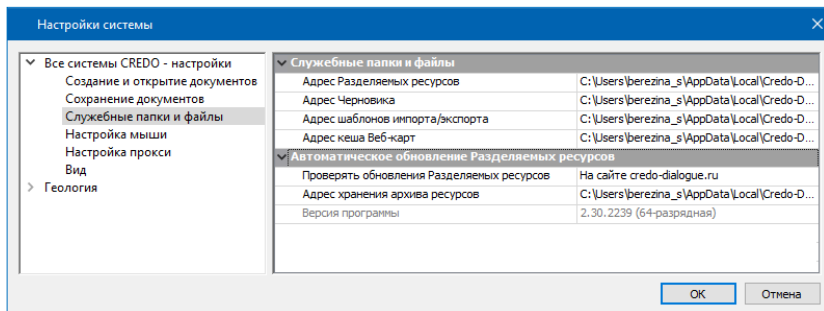 Настройки системы
Все системы CREDO - настройки
Создание и открытие документов
Сохранение документов
Служебные папки и файлы
Настройка мыши
Настройка прокси
Вид
Геология
Служебные папки и файлы
Адрес Разделяемых ресурсов C:\Users\berezina_s\AppData\Local\Credo-D...
Адрес Черновика C:\Users\berezina_s\AppData\Local\Credo-D...
Адрес шаблонов импорта/экспорта C:\Users\berezina_s\AppData\Local\Credo-D...
Адрес кеша Веб-карт C:\Users\berezina_s\AppData\Local\Credo-D...
Автоматическое обновление Разделяемых ресурсов
Проверять обновления Разделяемых ресурсов На сайте credo-dialogue.ru
Адрес хранения архива ресурсов C:\Users\berezina_s\AppData\Local\Credo-D...
Версия программы 2.30.2239 (64-разрядная)
ОК Отмена